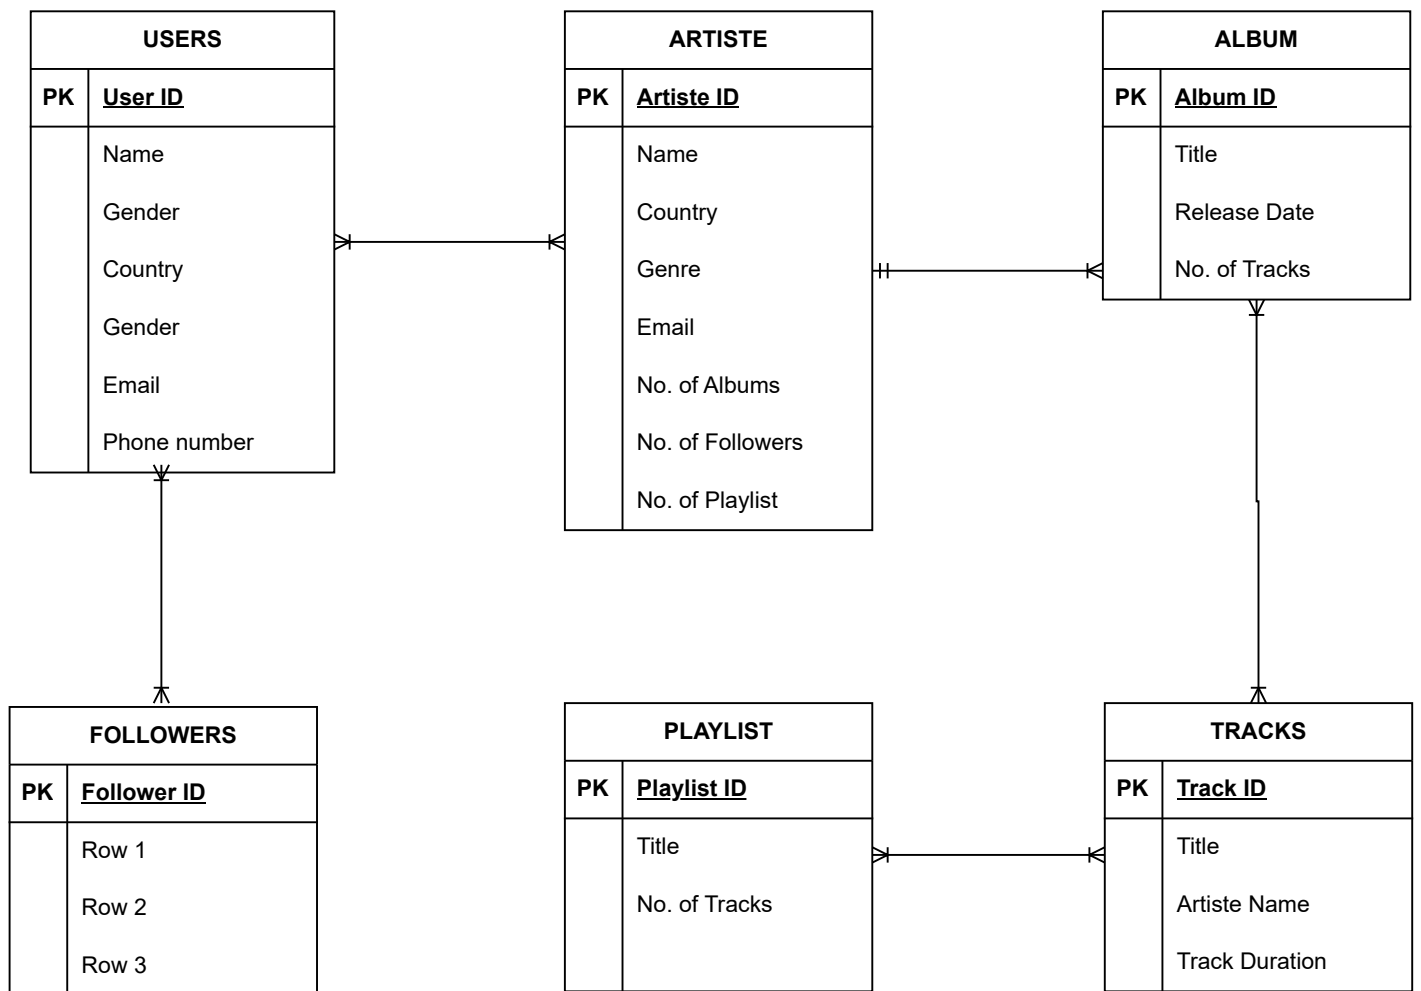 USERS
PK User ID
Name
Gender
Country
Gender
Email
Phone number
ARTISTE
PK Artiste ID
Name
Country
Genre
Email
No. of Albums
No. of Followers
No. of Playlist
ALBUM
PK Album ID
Title
Release Date
No. of Tracks
FOLLOWERS
PK Follower ID
Row 1
Row 2
Row 3
PLAYLIST
PK Playlist ID
Title
No. of Tracks
TRACKS
PK Track ID
Title
Artiste Name
Track Duration